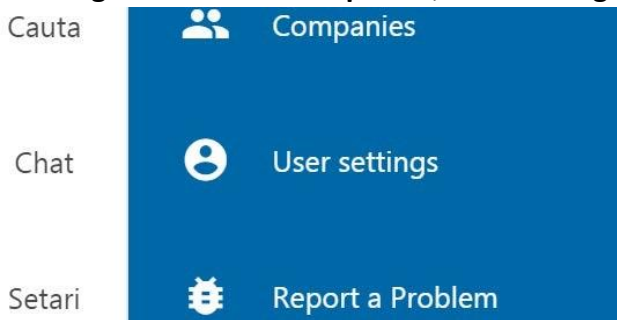 Cauta
Companies
Chat
User settings
Setari
Report a Problem